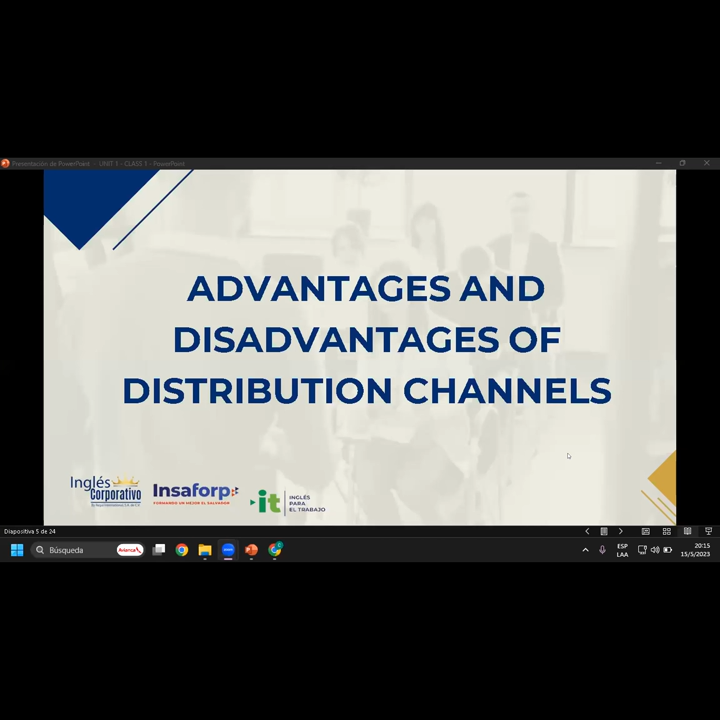 Presentación de PowerPoint - UNIT 1 - CLASS 1 - PowerPoint
ADVANTAGES AND
DISADVANTAGES OF
DISTRIBUTION CHANNELS
Inglés
Corporativo
Insaforp
FORMANDO UN MEJOR EL SALVADOR
it
INGLÉS
PARA
EL TRABAJO
Diapositiva 5 de 24
Búsqueda
Avianca
ESP
LAA
20:15
15/5/2023